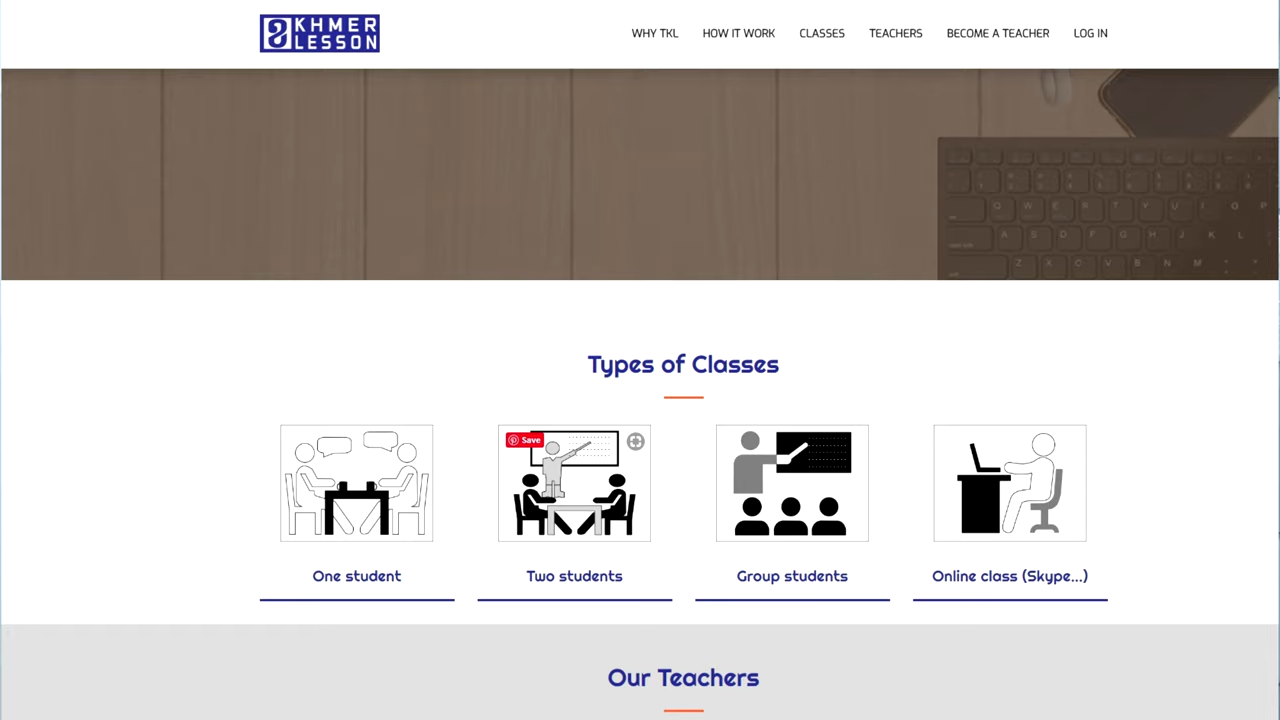 KHMER
LESSON
WHY TKL
HOW IT WORK
CLASSES
TEACHERS
BECOME A TEACHER
LOG IN
Q W E R T Y U I O P
A S D F G H J K L
Z X C V B N M
Types of Classes
Save
One student
Two students
Group students
Online class (Skype...)
Our Teachers